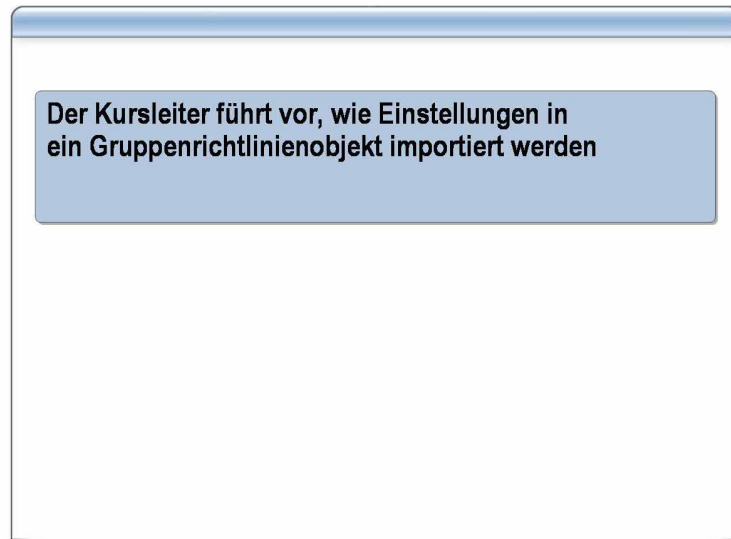 Der Kursleiter führt vor, wie Einstellungen in
ein Gruppenrichtlinienobjekt importiert werden